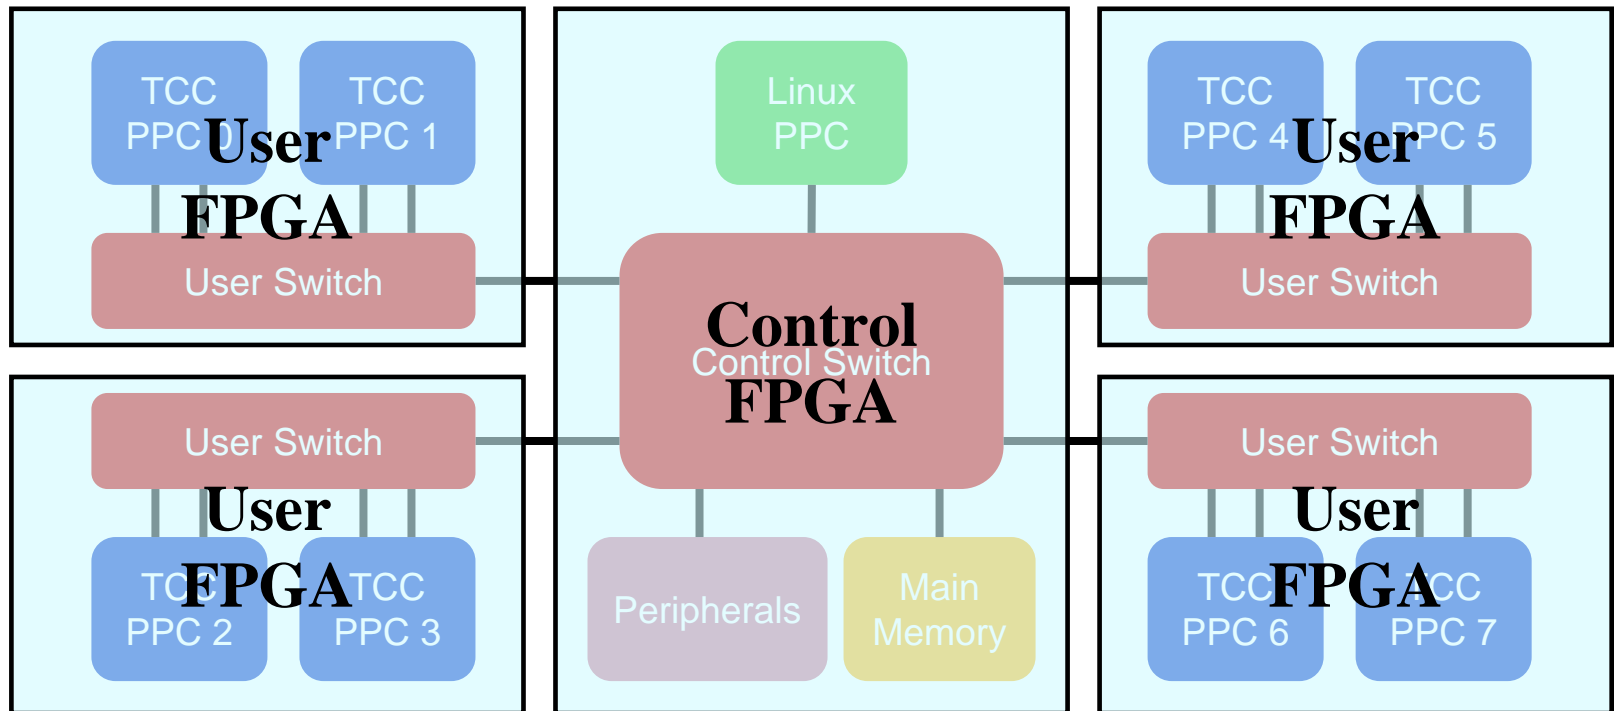 TCC
PPC 0
TCC
PPC 1
User
FPGA
User Switch
User Switch
User
FPGA
TCC
PPC 2
TCC
PPC 3
Linux
PPC
Control
Control Switch
FPGA
Peripherals
Main
Memory
TCC
PPC 4
TCC
PPC 5
User
FPGA
User Switch
User Switch
User
FPGA
TCC
PPC 6
TCC
PPC 7